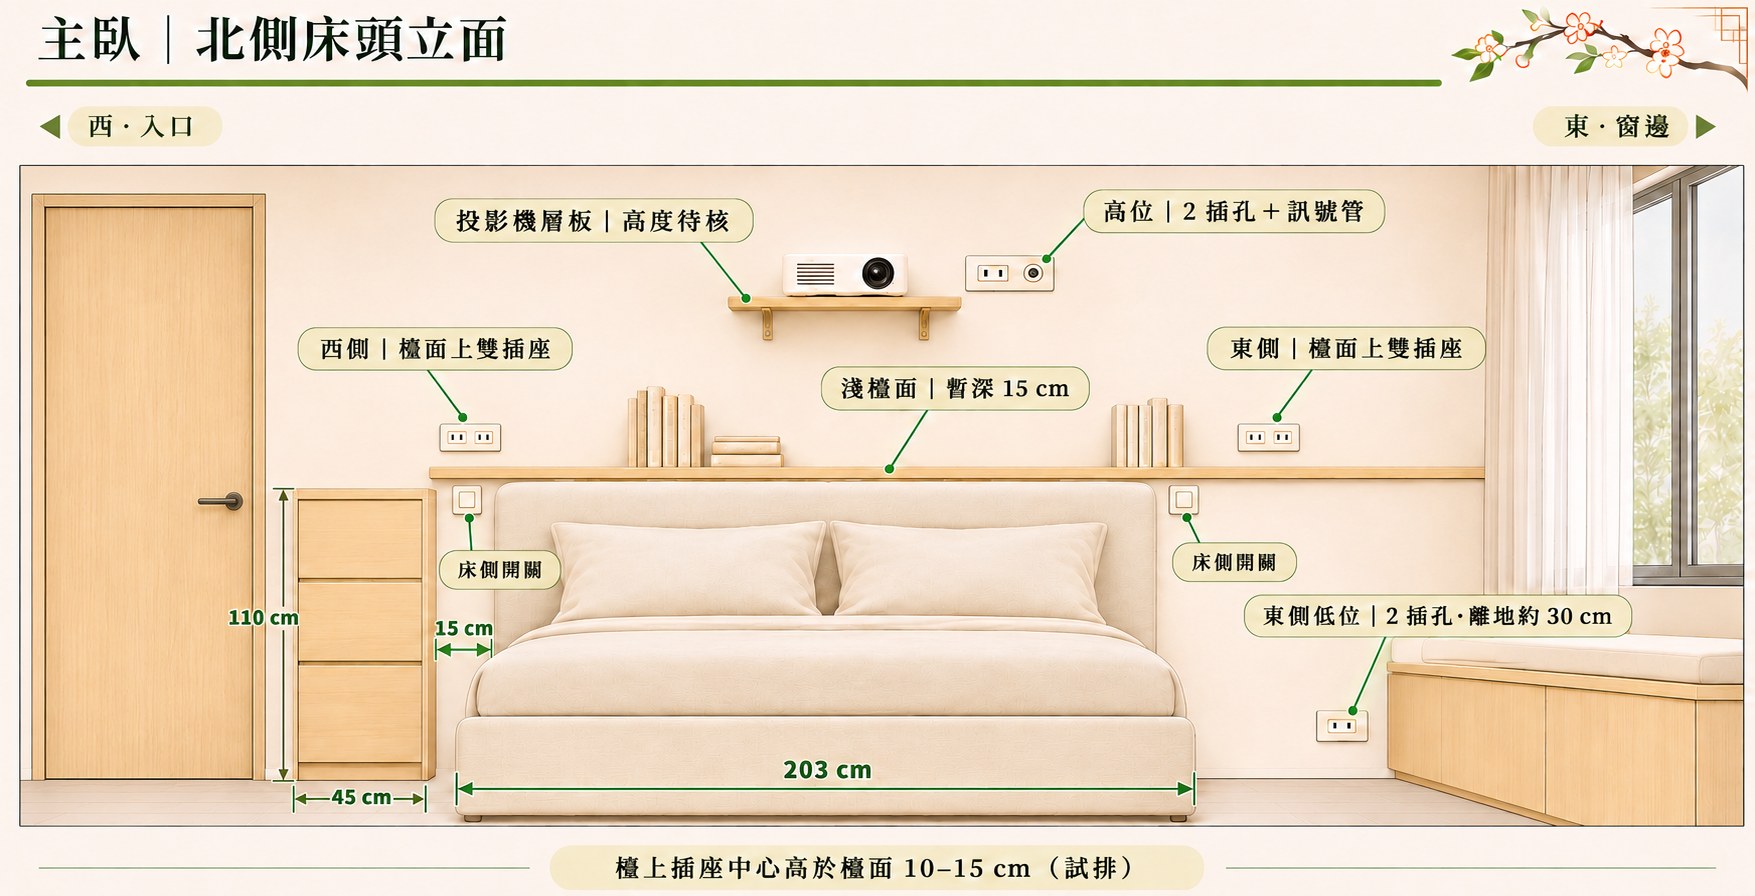 主臥｜北側床頭立面
◀ 西·入口
東·窗邊 ▶
投影機層板｜高度待核
高位｜2 插孔＋訊號管
西側｜檯面上雙插座
東側｜檯面上雙插座
淺檯面｜暫深 15 cm
床側開關
床側開關
110 cm
15 cm
東側低位｜2 插孔·離地約 30 cm
203 cm
45 cm
檯上插座中心高於檯面 10–15 cm（試排）